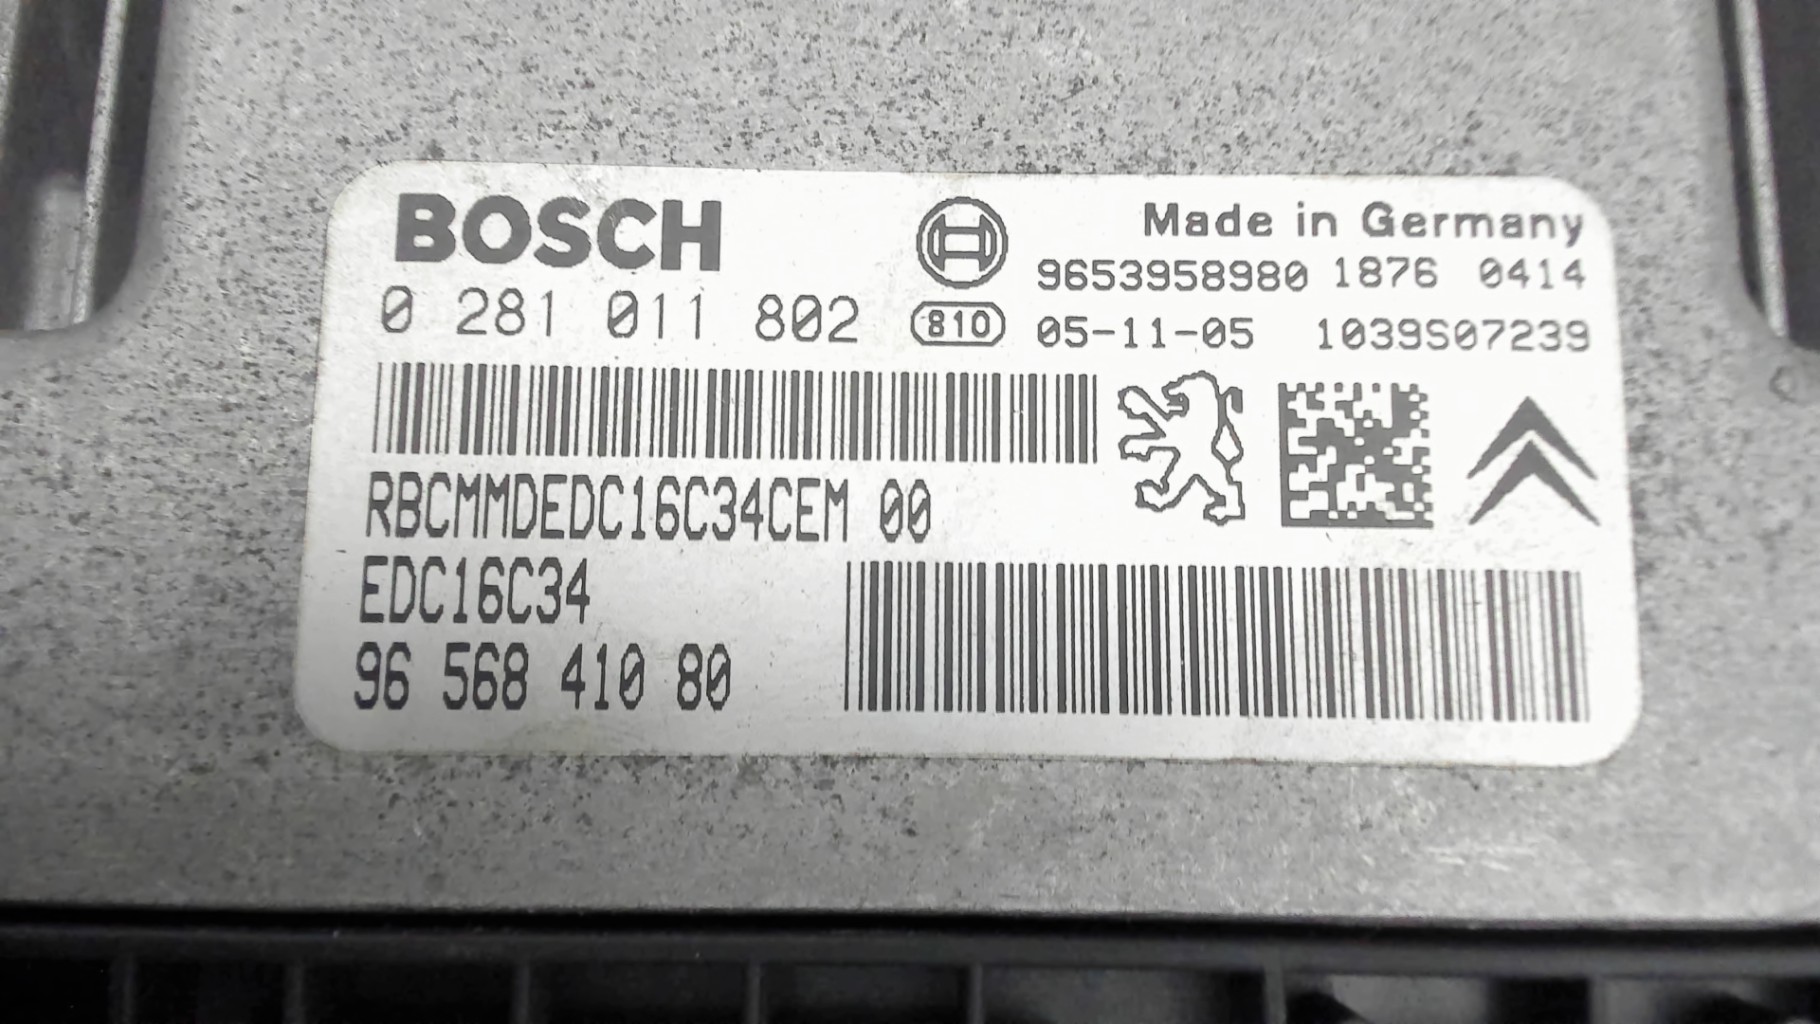 BOSCH
Made in Germany
9653958980 1876 0414
0 281 011 802
810
05-11-05 1039S07239
RBCMMDEDC16C34CEM 00
EDC16C34
96 568 410 80